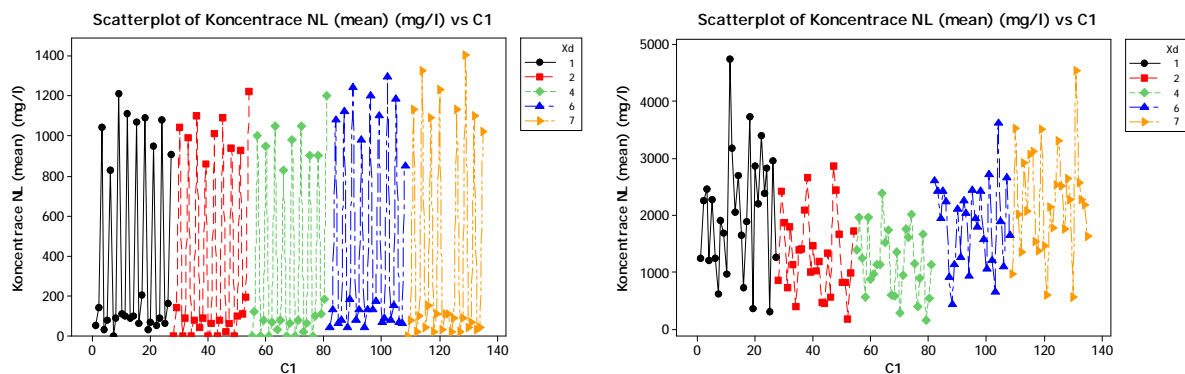 Scatterplot of Koncentrace NL (mean) (mg/l) vs C1
Koncentrace NL (mean) (mg/l)
1400
1200
1000
800
600
400
200
0
0 20 40 60 80 100 120 140
C1
Xd
1
2
4
6
7
Scatterplot of Koncentrace NL (mean) (mg/l) vs C1
Koncentrace NL (mean) (mg/l)
5000
4000
3000
2000
1000
0
0 20 40 60 80 100 120 140
C1
Xd
1
2
4
6
7